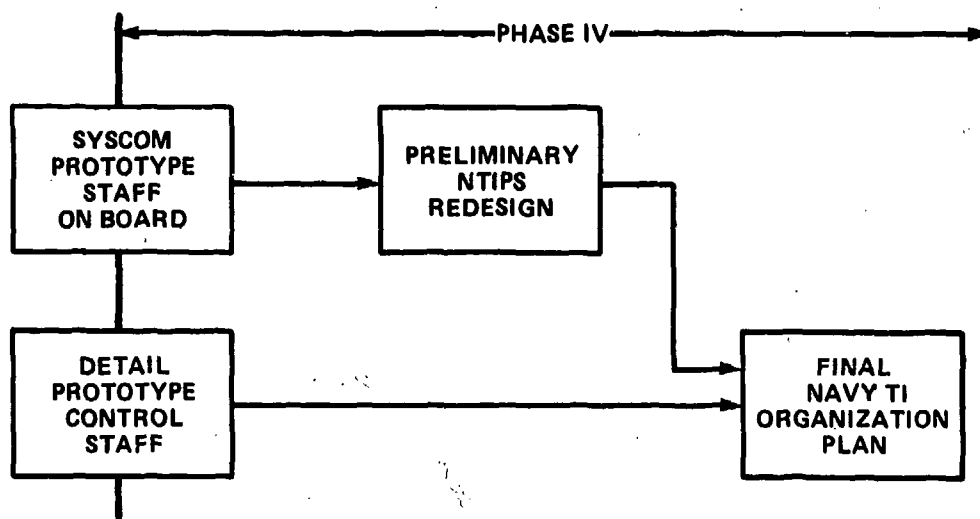 PHASE IV
SYSCOM
PROTOTYPE
STAFF
ON BOARD
PRELIMINARY
NTIPS
REDESIGN
DETAIL
PROTOTYPE
CONTROL
STAFF
FINAL
NAVY TI
ORGANIZATION
PLAN